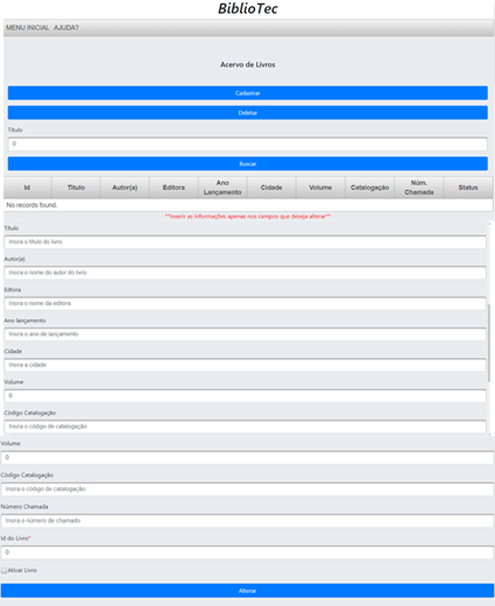 BiblioTec
MENU INICIAL AJUDA?
Acervo de Livros
Cadastrar
Deletar
Título
0
Buscar
Id Título Autor(a) Editora Ano Lançamento Cidade Volume Catalogação Núm. Chamada Status
No records found.
**Inserir as informações apenas nos campos que deseja alterar**
Título
Insira o título do livro
Autor(a)
Insira o nome do autor do livro
Editora
Insira o nome da editora
Ano lançamento
Insira o ano de lançamento
Cidade
Insira a cidade
Volume
0
Código Catalogação
Insira o código de catalogação
Volume
0
Código Catalogação
Insira o código de catalogação
Número Chamada
Insira o número de chamado
Id do Livro*
0
Ativar Livro
Alterar